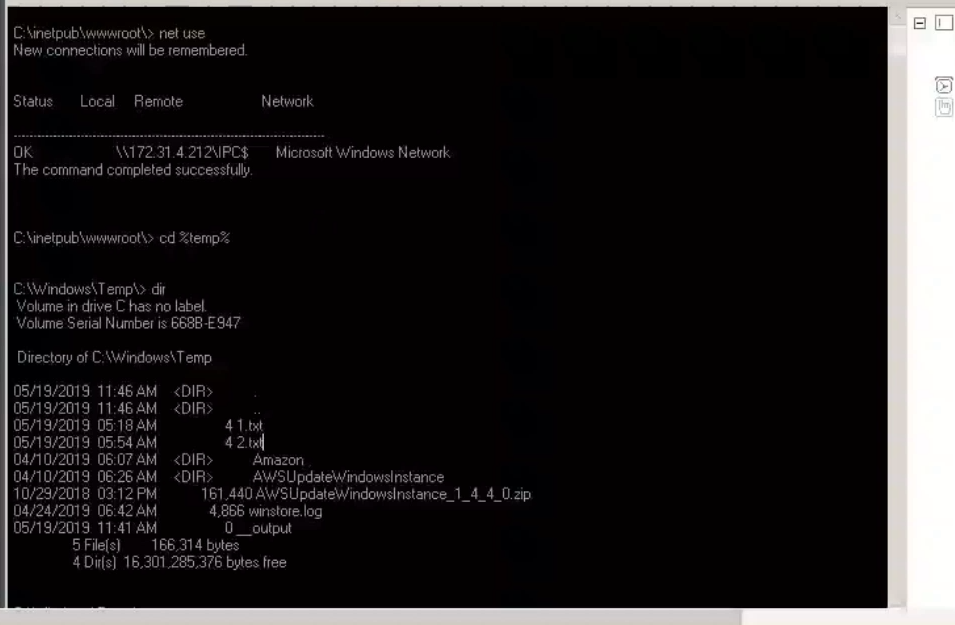 C:\inetpub\wwwroot\> net use
New connections will be remembered.
Status Local Remote Network
-------------------------------------------------------------------------------
OK \\172.31.4.212\IPC$ Microsoft Windows Network
The command completed successfully.
C:\inetpub\wwwroot\> cd %temp%
C:\Windows\Temp\> dir
Volume in drive C has no label.
Volume Serial Number is 668B-E947
Directory of C:\Windows\Temp
05/19/2019 11:46 AM <DIR> .
05/19/2019 11:46 AM <DIR> ..
05/19/2019 05:18 AM 4 1.txt
05/19/2019 05:54 AM 4 2.txt
04/10/2019 06:07 AM <DIR> Amazon
04/10/2019 06:26 AM <DIR> AWSUpdateWindowsInstance
10/29/2018 03:12 PM 161,440 AWSUpdateWindowsInstance_1_4_4_0.zip
04/24/2019 06:42 AM 4,866 winstore.log
05/19/2019 11:41 AM 0 __output
5 File(s) 166,314 bytes
4 Dir(s) 16,301,285,376 bytes free